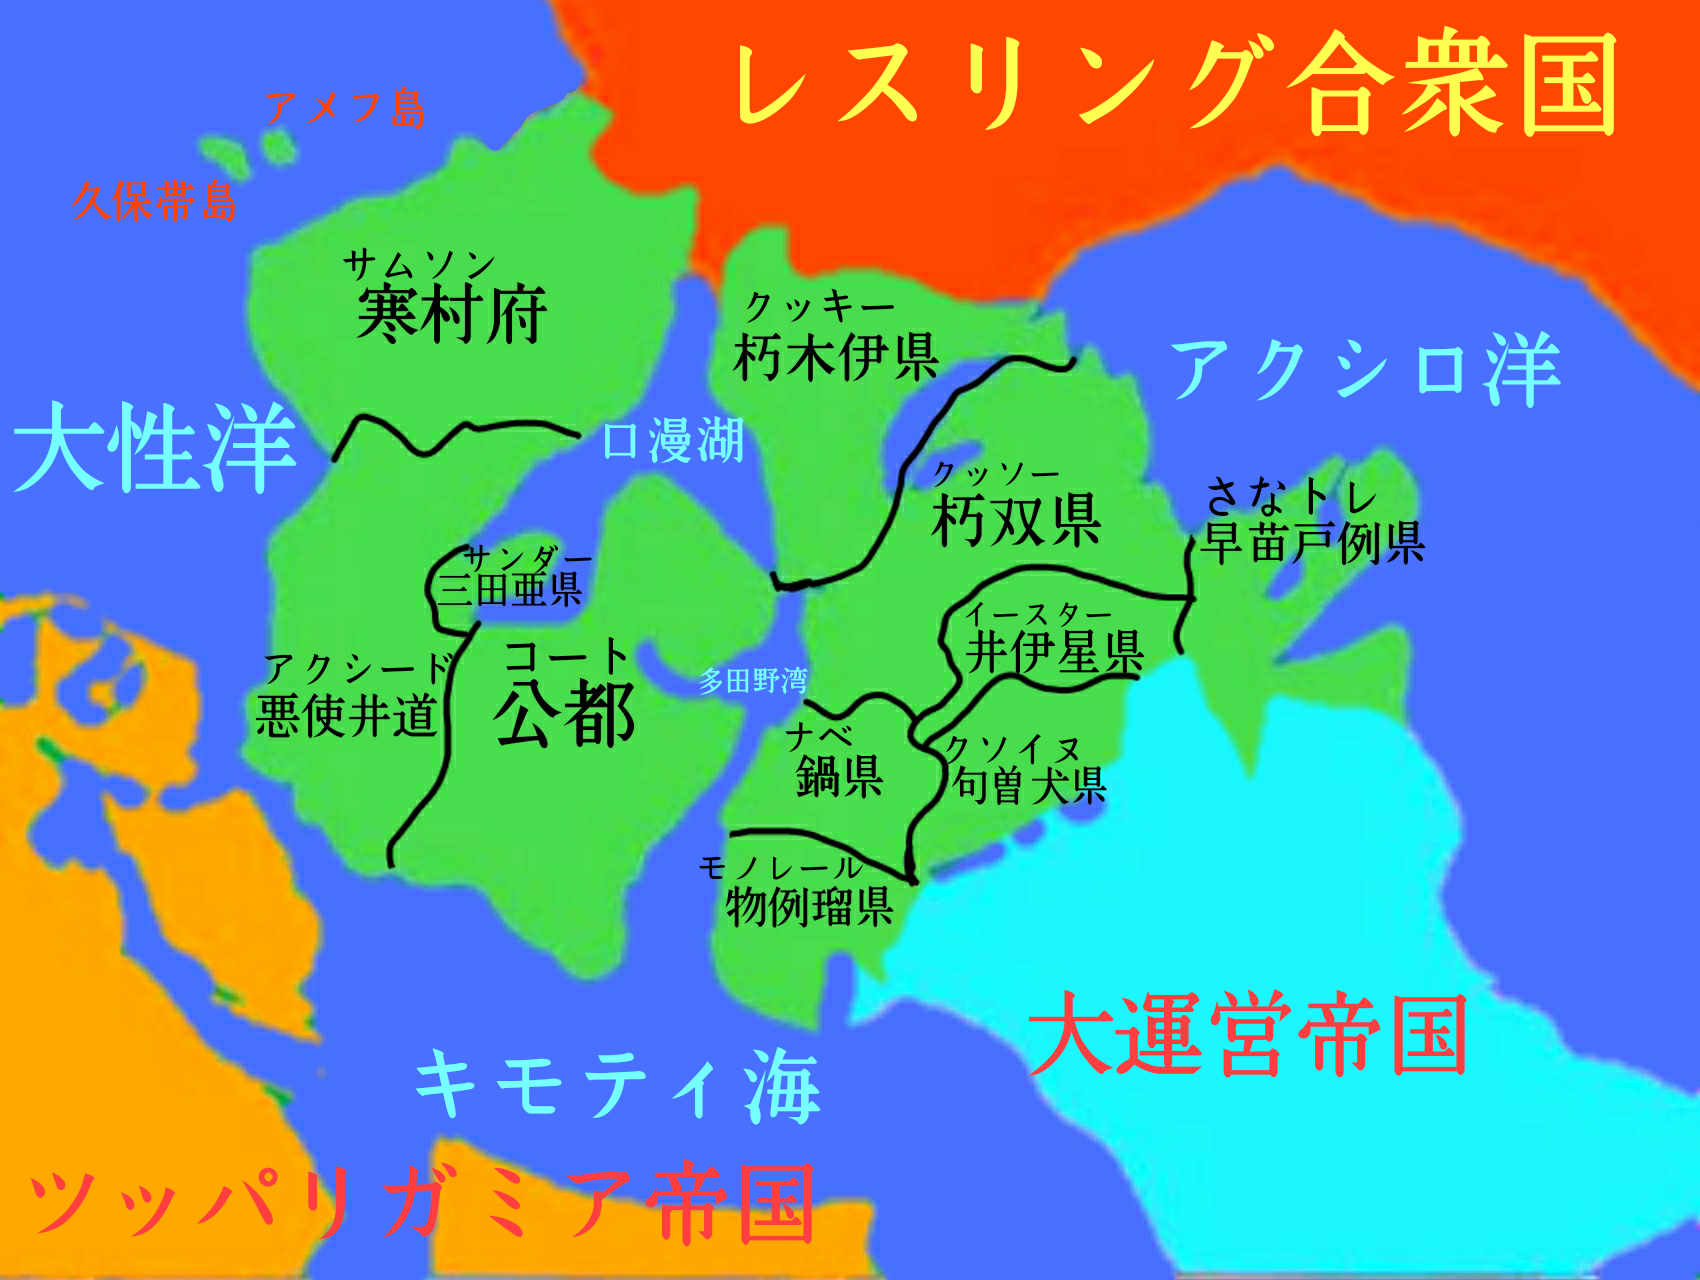 レスリング合衆国
アメフ島
久保帯島
サムソン
寒村府
クッキー
朽木伊県
アクシロ洋
大性洋
口漫湖
クッソー
朽双県
さなトレ
早苗戸例県
サンダー
三田亜県
イースター
井伊星県
コート
公都
アクシード
悪使井道
多田野湾
ナベ
鍋県
クソイヌ
句曽犬県
モノレール
物例瑠県
大運営帝国
キモティ海
ツッパリガミア帝国